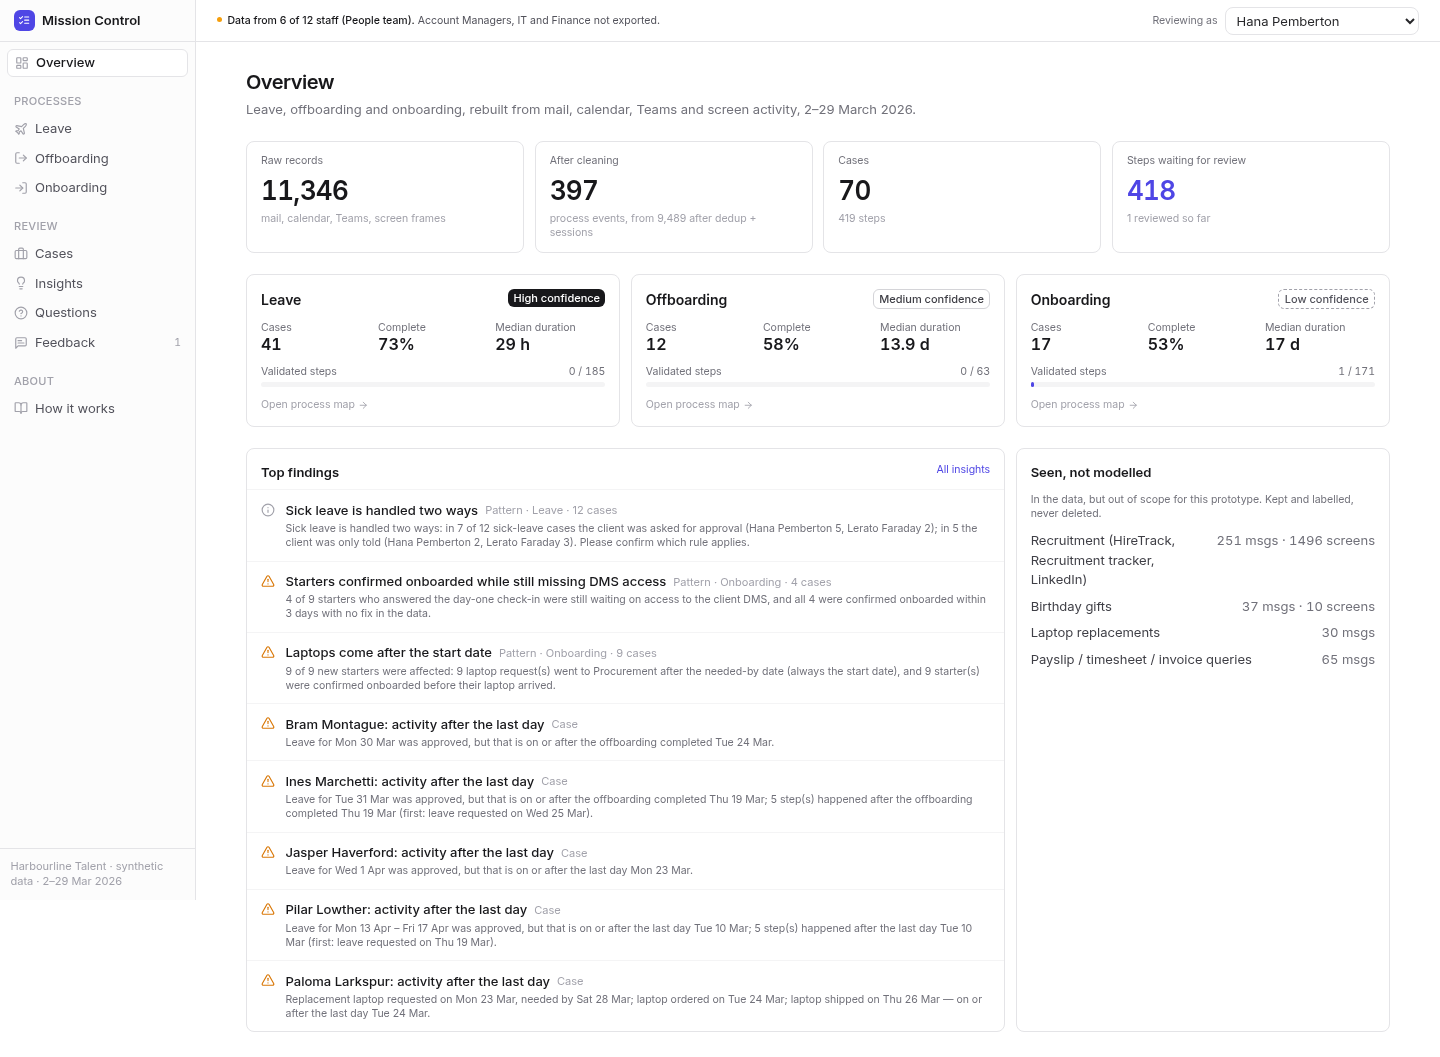 Mission Control
Data from 6 of 12 staff (People team). Account Managers, IT and Finance not exported.
Reviewing as
Hana Pemberton
Overview
PROCESSES
Leave
Offboarding
Onboarding
REVIEW
Cases
Insights
Questions
Feedback 1
ABOUT
How it works
Harbourline Talent · synthetic
data · 2–29 Mar 2026
Overview
Leave, offboarding and onboarding, rebuilt from mail, calendar, Teams and screen activity, 2–29 March 2026.
Raw records
11,346
mail, calendar, Teams, screen frames
After cleaning
397
process events, from 9,489 after dedup +
sessions
Cases
70
419 steps
Steps waiting for review
418
1 reviewed so far
Leave High confidence
Cases Complete Median duration
41 73% 29 h
Validated steps 0 / 185
Open process map →
Offboarding Medium confidence
Cases Complete Median duration
12 58% 13.9 d
Validated steps 0 / 63
Open process map →
Onboarding Low confidence
Cases Complete Median duration
17 53% 17 d
Validated steps 1 / 171
Open process map →
Top findings All insights
Sick leave is handled two ways Pattern · Leave · 12 cases
Sick leave is handled two ways: in 7 of 12 sick-leave cases the client was asked for approval (Hana Pemberton 5, Lerato Faraday 2); in 5 the
client was only told (Hana Pemberton 2, Lerato Faraday 3). Please confirm which rule applies.
Starters confirmed onboarded while still missing DMS access Pattern · Onboarding · 4 cases
4 of 9 starters who answered the day-one check-in were still waiting on access to the client DMS, and all 4 were confirmed onboarded within
3 days with no fix in the data.
Laptops come after the start date Pattern · Onboarding · 9 cases
9 of 9 new starters were affected: 9 laptop request(s) went to Procurement after the needed-by date (always the start date), and 9 starter(s)
were confirmed onboarded before their laptop arrived.
Bram Montague: activity after the last day Case
Leave for Mon 30 Mar was approved, but that is on or after the offboarding completed Tue 24 Mar.
Ines Marchetti: activity after the last day Case
Leave for Tue 31 Mar was approved, but that is on or after the offboarding completed Thu 19 Mar; 5 step(s) happened after the offboarding
completed Thu 19 Mar (first: leave requested on Wed 25 Mar).
Jasper Haverford: activity after the last day Case
Leave for Wed 1 Apr was approved, but that is on or after the last day Mon 23 Mar.
Pilar Lowther: activity after the last day Case
Leave for Mon 13 Apr – Fri 17 Apr was approved, but that is on or after the last day Tue 10 Mar; 5 step(s) happened after the last day Tue 10
Mar (first: leave requested on Thu 19 Mar).
Paloma Larkspur: activity after the last day Case
Replacement laptop requested on Mon 23 Mar, needed by Sat 28 Mar; laptop ordered on Tue 24 Mar; laptop shipped on Thu 26 Mar — on or
after the last day Tue 24 Mar.
Seen, not modelled
In the data, but out of scope for this prototype. Kept and labelled,
never deleted.
Recruitment (HireTrack, 251 msgs · 1496 screens
Recruitment tracker,
LinkedIn)
Birthday gifts 37 msgs · 10 screens
Laptop replacements 30 msgs
Payslip / timesheet / invoice queries 65 msgs